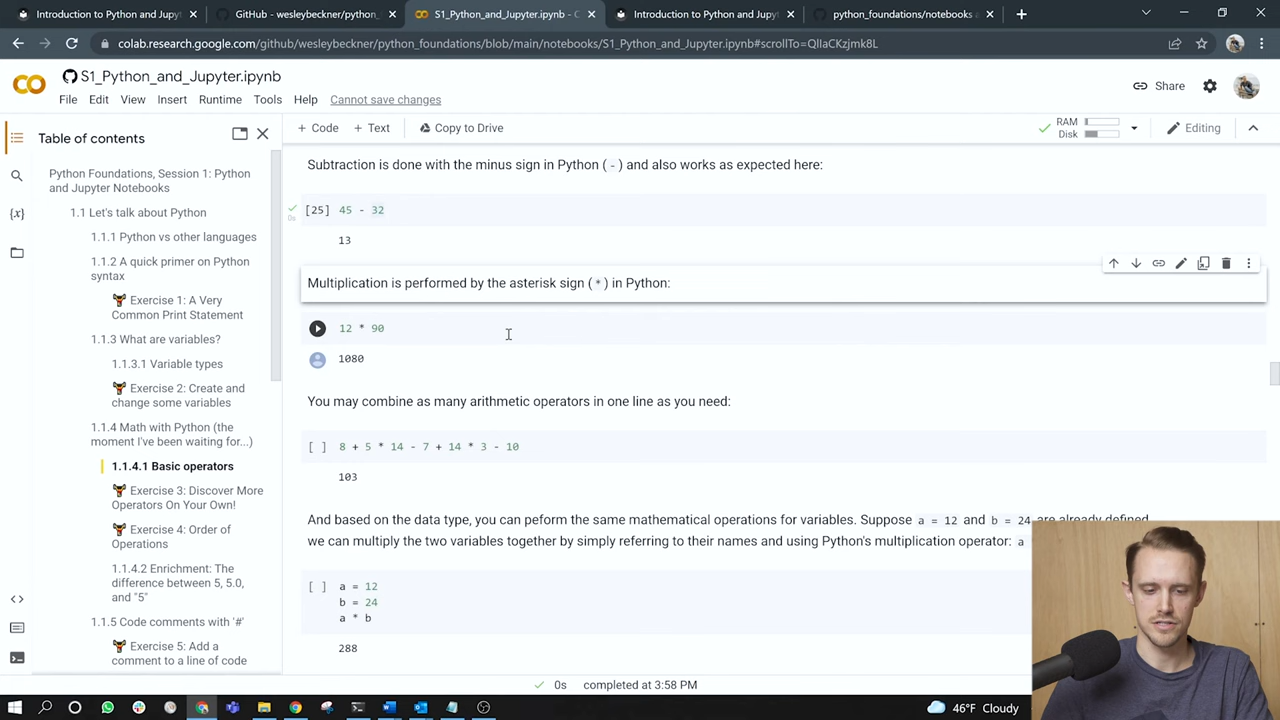 Introduction to Python and Jupy
GitHub - wesleybeckner/python_
S1_Python_and_Jupyter.ipynb - C
Introduction to Python and Jupy
python_foundations/notebooks a
colab.research.google.com/github/wesleybeckner/python_foundations/blob/main/notebooks/S1_Python_and_Jupyter.ipynb#scrollTo=QIIaCKzjmk8L
S1_Python_and_Jupyter.ipynb
File Edit View Insert Runtime Tools Help Cannot save changes
Share
+ Code + Text Copy to Drive
RAM
Disk
Editing
Table of contents
Python Foundations, Session 1: Python
and Jupyter Notebooks
1.1 Let's talk about Python
1.1.1 Python vs other languages
1.1.2 A quick primer on Python
syntax
Exercise 1: A Very
Common Print Statement
1.1.3 What are variables?
1.1.3.1 Variable types
Exercise 2: Create and
change some variables
1.1.4 Math with Python (the
moment I've been waiting for...)
1.1.4.1 Basic operators
Exercise 3: Discover More
Operators On Your Own!
Exercise 4: Order of
Operations
1.1.4.2 Enrichment: The
difference between 5, 5.0,
and "5"
1.1.5 Code comments with '#'
Exercise 5: Add a
comment to a line of code
Subtraction is done with the minus sign in Python ( - ) and also works as expected here:
[25] 45 - 32
0s
13
Multiplication is performed by the asterisk sign ( * ) in Python:
12 * 90
1080
You may combine as many arithmetic operators in one line as you need:
[ ] 8 + 5 * 14 - 7 + 14 * 3 - 10
103
And based on the data type, you can peform the same mathematical operations for variables. Suppose a = 12 and b = 24 are already defined
we can multiply the two variables together by simply referring to their names and using Python's multiplication operator: a
[ ] a = 12
b = 24
a * b
288
0s completed at 3:58 PM
46°F Cloudy